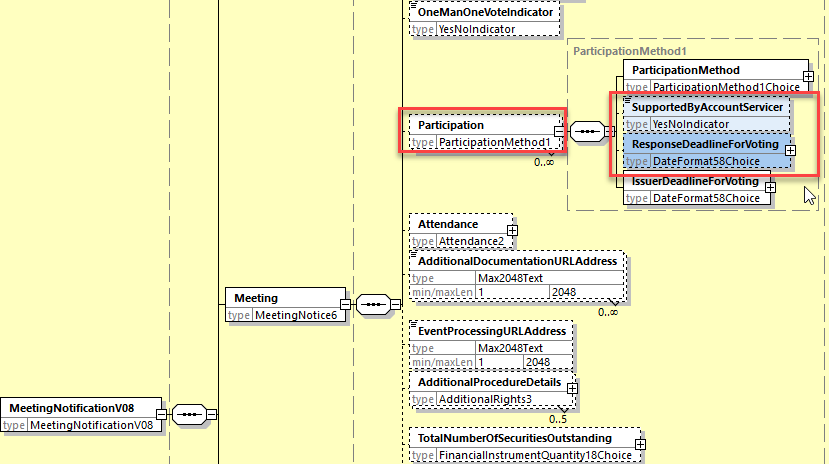 OneManOneVoteIndicator
type YesNoIndicator
ParticipationMethod1
ParticipationMethod
type ParticipationMethod1Choice
SupportedByAccountServicer
type YesNoIndicator
Participation
type ParticipationMethod1
0..∞
ResponseDeadlineForVoting
type DateFormat58Choice
IssuerDeadlineForVoting
type DateFormat58Choice
Attendance
type Attendance2
AdditionalDocumentationURLAddress
type Max2048Text
min/maxLen 1 2048
0..∞
Meeting
type MeetingNotice6
EventProcessingURLAddress
type Max2048Text
min/maxLen 1 2048
AdditionalProcedureDetails
type AdditionalRights3
0..5
MeetingNotificationV08
type MeetingNotificationV08
TotalNumberOfSecuritiesOutstanding
type FinancialInstrumentQuantity18Choice